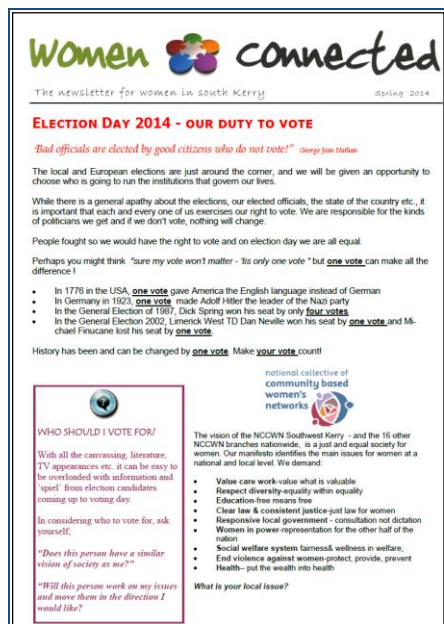 women connected
The newsletter for women in south Kerry Spring 2014
ELECTION DAY 2014 - OUR DUTY TO VOTE
'Bad officials are elected by good citizens who do not vote!" George Jean Nathan
The local and European elections are just around the corner, and we will be given an opportunity to
choose who is going to run the institutions that govern our lives.
While there is a general apathy about the elections, our elected officials, the state of the country etc., it
is important that each and every one of us exercises our right to vote. We are responsible for the kinds
of politicians we get and if we don't vote, nothing will change.
People fought so we would have the right to vote and on election day we are all equal.
Perhaps you might think "sure my vote won't matter - 'tis only one vote " but one vote can make all the
difference !
• In 1776 in the USA, one vote gave America the English language instead of German
• In Germany in 1923, one vote made Adolf Hitler the leader of the Nazi party
• In the General Election of 1987, Dick Spring won his seat by only four votes
• In the General Election 2002, Limerick West TD Dan Neville won his seat by one vote and Mi-
chael Finucane lost his seat by one vote.
History has been and can be changed by one vote. Make your vote count!
national collective of
community based
women's
networks
WHO SHOULD I VOTE FOR?
With all the canvassing, literature,
TV appearances etc. it can be easy
to be overloaded with information and
'spiel' from election candidates
coming up to voting day.
In considering who to vote for, ask
yourself;
"Does this person have a similar
vision of society as me?"
"Will this person work on my issues
and move them in the direction I
would like?
The vision of the NCCWN Southwest Kerry - and the 16 other
NCCWN branches nationwide, is a just and equal society for
women. Our manifesto identifies the main issues for women at a
national and local level. We demand:
• Value care work-value what is valuable
• Respect diversity-equality within equality
• Education-free means free
• Clear law & consistent justice-just law for women
• Responsive local government - consultation not dictation
• Women in power-representation for the other half of the
nation
• Social welfare system fairness& wellness in welfare,
• End violence against women-protect, provide, prevent
• Health– put the wealth into health
What is your local issue?